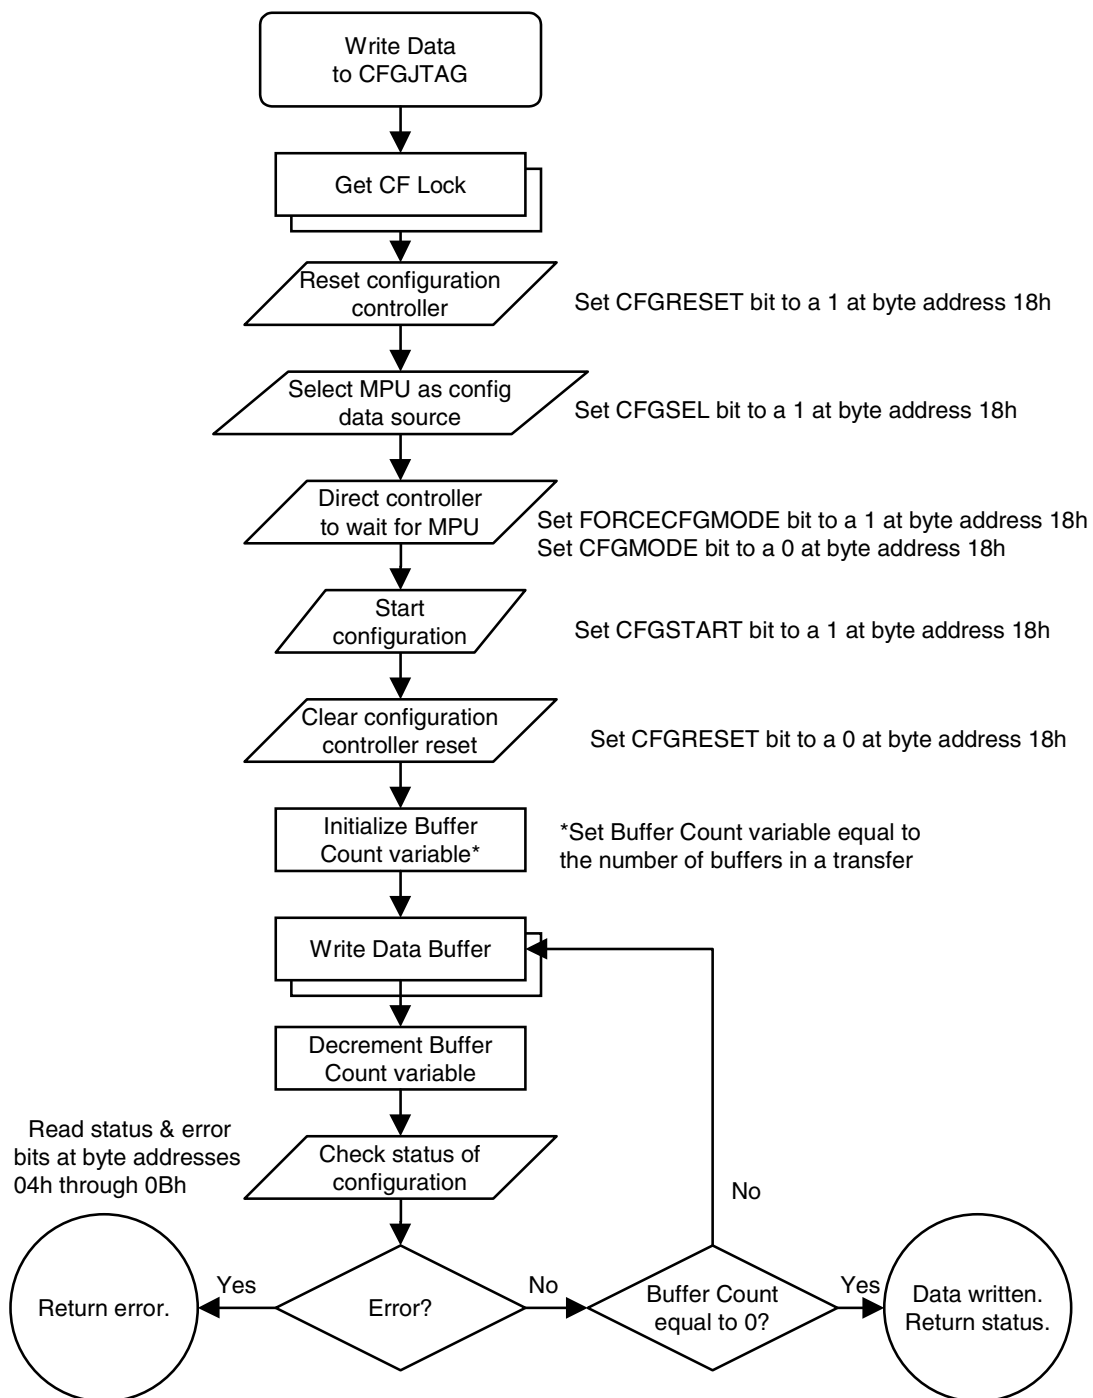 Write Data
to CFGJTAG
Get CF Lock
Reset configuration
controller
Set CFGRESET bit to a 1 at byte address 18h
Select MPU as config
data source
Set CFGSEL bit to a 1 at byte address 18h
Direct controller
to wait for MPU
Set FORCECFGMODE bit to a 1 at byte address 18h
Set CFGMODE bit to a 0 at byte address 18h
Start
configuration
Set CFGSTART bit to a 1 at byte address 18h
Clear configuration
controller reset
Set CFGRESET bit to a 0 at byte address 18h
Initialize Buffer
Count variable*
*Set Buffer Count variable equal to
the number of buffers in a transfer
Write Data Buffer
Decrement Buffer
Count variable
Read status & error
bits at byte addresses
04h through 0Bh
Check status of
configuration
No
Return error.
Yes
Error?
No
Buffer Count
equal to 0?
Yes
Data written.
Return status.